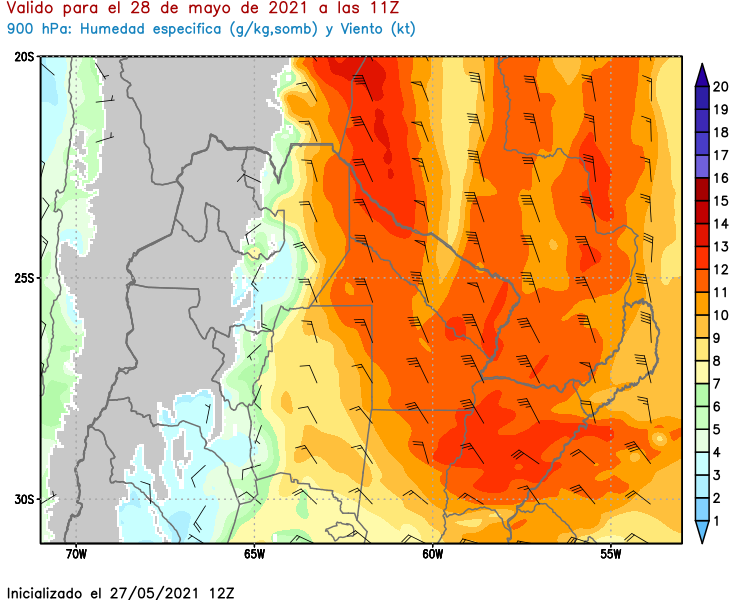 Valido para el 28 de mayo de 2021 a las 11Z
900 hPa: Humedad especifica (g/kg,somb) y Viento (kt)
20S
25S
30S
70W
65W
60W
55W
20
19
18
17
16
15
14
13
12
11
10
9
8
7
6
5
4
3
2
1
Inicializado el 27/05/2021 12Z